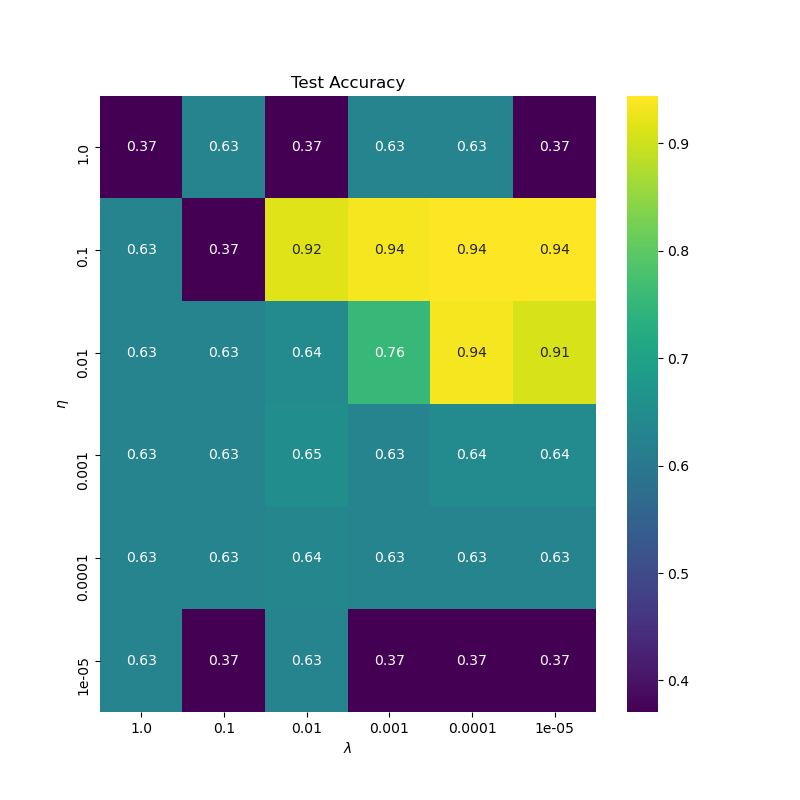 Test Accuracy
1.0 0.37 0.63 0.37 0.63 0.63 0.37
0.1 0.63 0.37 0.92 0.94 0.94 0.94
0.01 0.63 0.63 0.64 0.76 0.94 0.91
η
0.001 0.63 0.63 0.65 0.63 0.64 0.64
0.0001 0.63 0.63 0.64 0.63 0.63 0.63
1e-05 0.63 0.37 0.63 0.37 0.37 0.37
1.0 0.1 0.01 0.001 0.0001 1e-05
λ
0.9
0.8
0.7
0.6
0.5
0.4